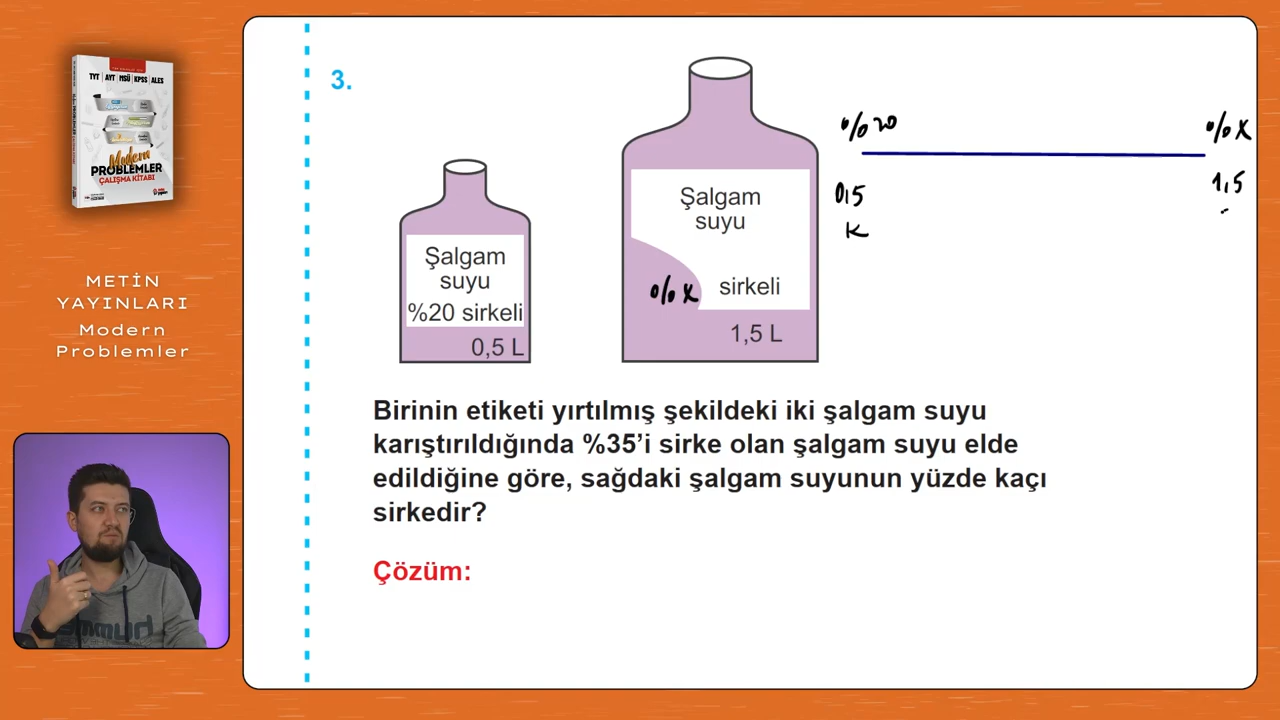 TYT AYT MSÜ KPSS ALES
Modern
PROBLEMLER
ÇALIŞMA KİTABI
METİN
YAYINLARI
Modern
Problemler
3.
Şalgam
suyu
%20 sirkeli
0,5 L
Şalgam
suyu
%x sirkeli
1,5 L
%20
%x
0,5
1,5
K
Birinin etiketi yırtılmış şekildeki iki şalgam suyu
karıştırıldığında %35’i sirke olan şalgam suyu elde
edildiğine göre, sağdaki şalgam suyunun yüzde kaçı
sirkedir?
Çözüm: